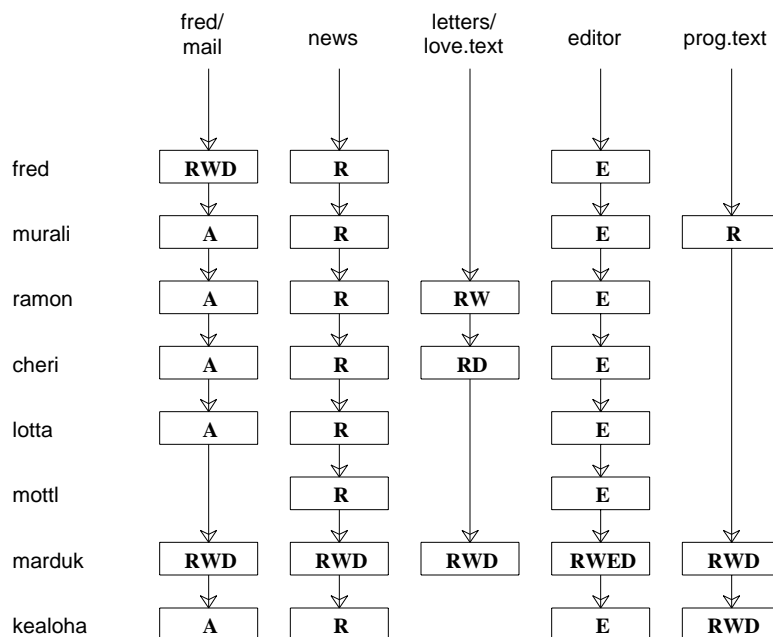 fred/ mail news letters/ love.text editor prog.text
fred RWD R E
murali A R E R
ramon A R RW E
cheri A R RD E
lotta A R E
mottl R E
marduk RWD RWD RWD RWED RWD
kealoha A R E RWD